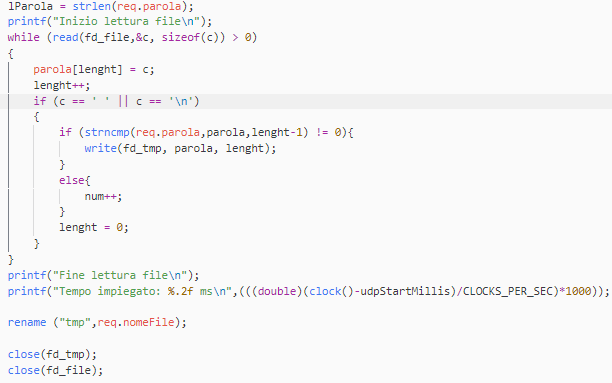 lParola = strlen(req.parola);
printf("Inizio lettura file\n");
while (read(fd_file,&c, sizeof(c)) > 0)
{
    parola[lenght] = c;
    lenght++;
    if (c == ' ' || c == '\n')
    {
        if (strncmp(req.parola,parola,lenght-1) != 0){
            write(fd_tmp, parola, lenght);
        }
        else{
            num++;
        }
        lenght = 0;
    }
}
printf("Fine lettura file\n");
printf("Tempo impiegato: %.2f ms\n",(((double)(clock()-udpStartMillis)/CLOCKS_PER_SEC)*1000));

rename ("tmp",req.nomeFile);

close(fd_tmp);
close(fd_file);